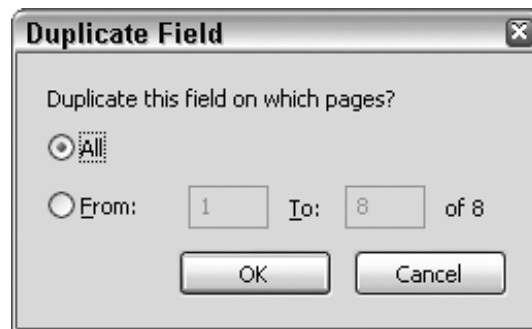 Duplicate Field
Duplicate this field on which pages?
All
From: 1 To: 8 of 8
OK Cancel